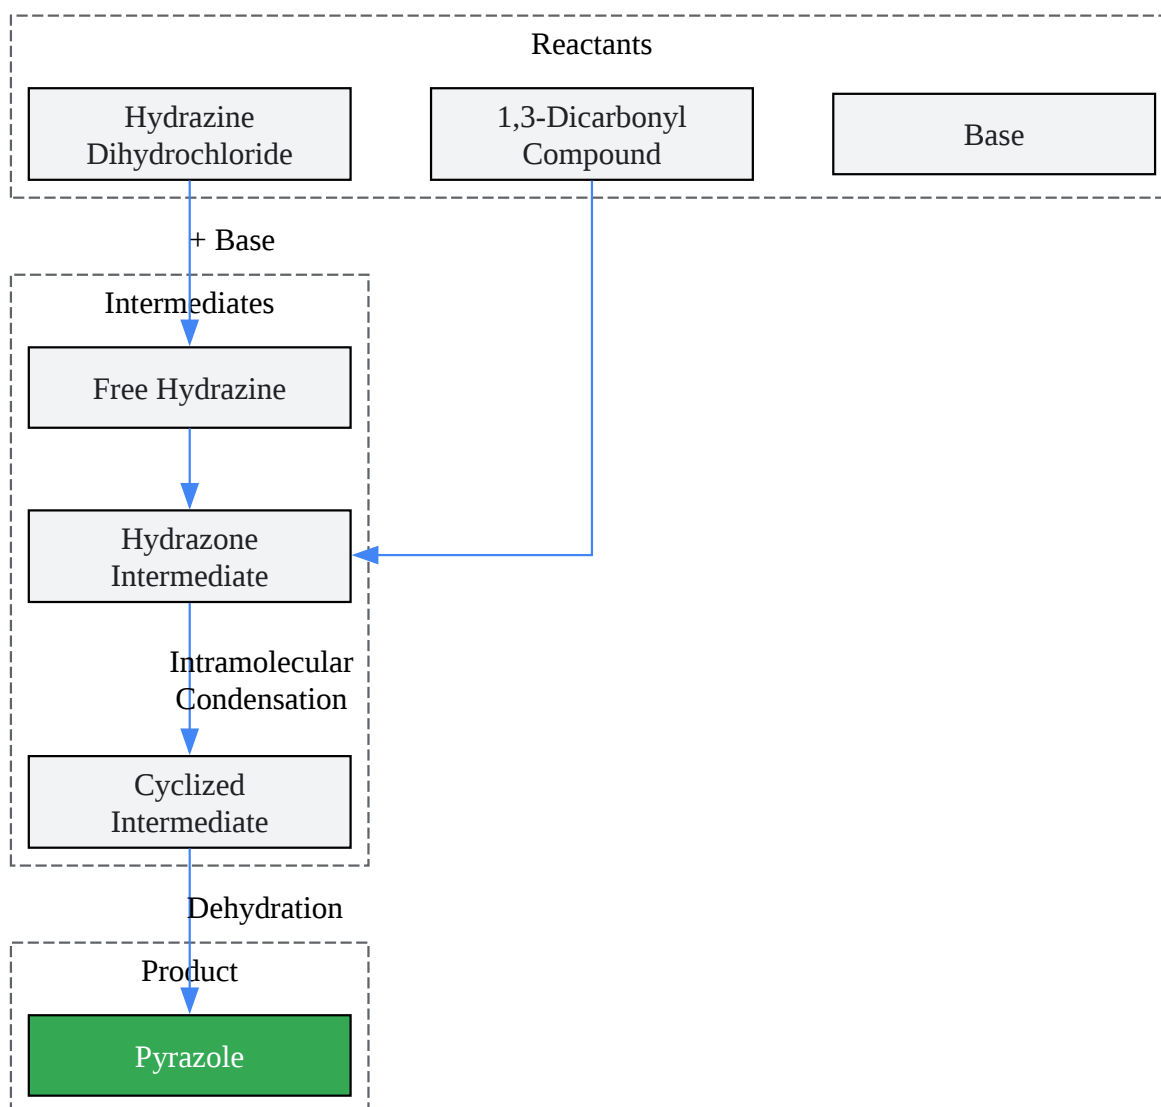 Reactants
Hydrazine
Dihydrochloride
1,3-Dicarbonyl
Compound
Base
+ Base
Intermediates
Free Hydrazine
Hydrazone
Intermediate
Intramolecular
Condensation
Cyclized
Intermediate
Dehydration
Product
Pyrazole